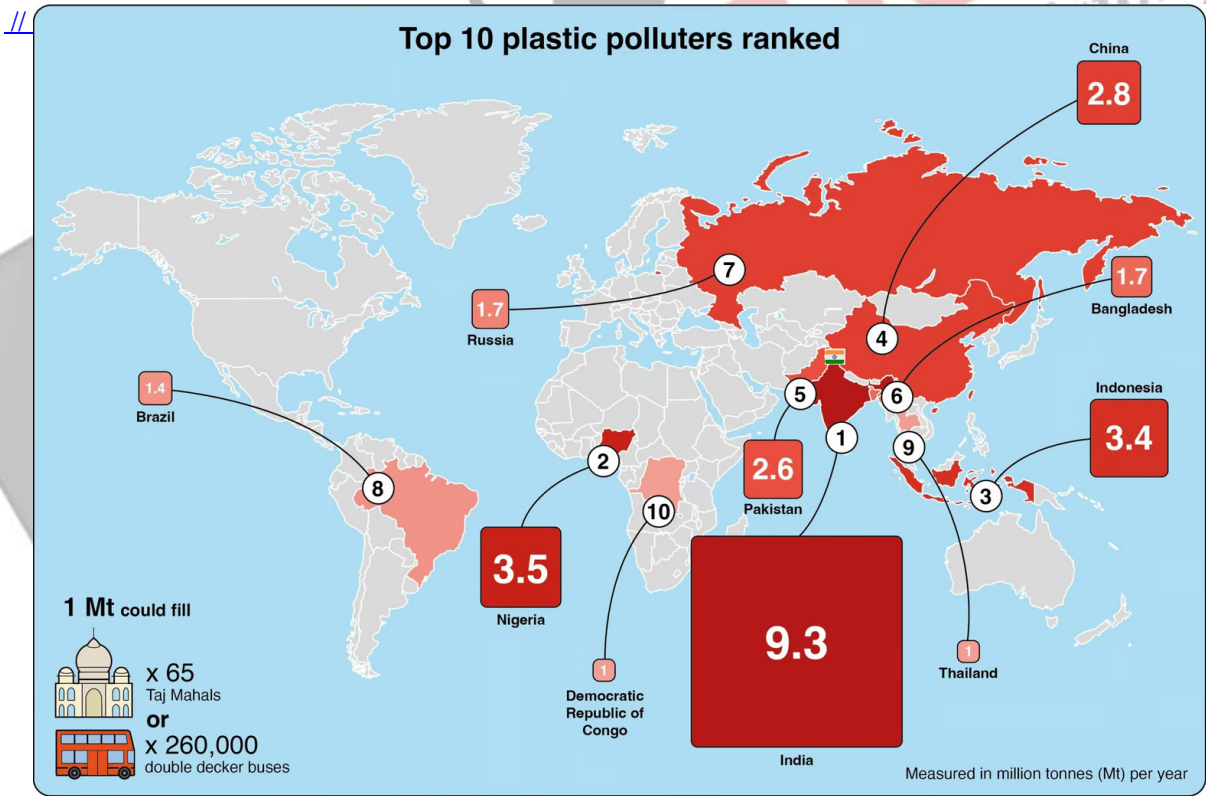 //
Top 10 plastic polluters ranked
China
2.8
7
1.7
Bangladesh
1.7
Russia
4
1.4
Brazil
5
6
Indonesia
3.4
1
9
2
2.6
Pakistan
8
3
10
3.5
Nigeria
9.3
India
1
Democratic
Republic of
Congo
1
Thailand
1 Mt could fill
x 65
Taj Mahals
or
x 260,000
double decker buses
Measured in million tonnes (Mt) per year